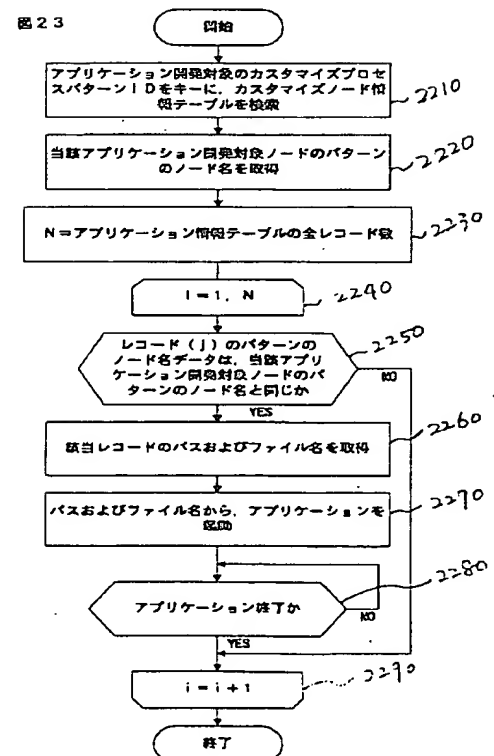 図23
開始
アプリケーション開発対象のカスタマイズプロセ
スパターンIDをキーに,カスタマイズノード情
報テーブルを検索
2210
当該アプリケーション開発対段ノードのパターン
のノード名を取得
2220
N=アプリケーション情報テーブルの全レコード数
2230
I=1, N
2240
レコード(j)のパターンの
ノード名データは,当該アプリ
ケーション開発対段ノードのパ
ターンのノード名と同じか
2250
NO
YES
該当レコードのパスおよびファイル名を取得
2260
パスおよびファイル名から,アプリケーションを
起動
2270
アプリケーション終了か
2280
NO
YES
i=i+1
2290
終了